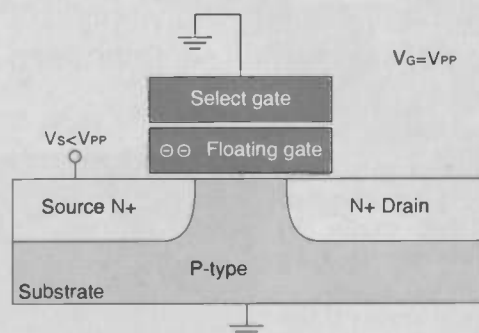 Select gate
VG=VPP
VS<VPP
⊖⊖ Floating gate
Source N+
N+ Drain
P-type
Substrate